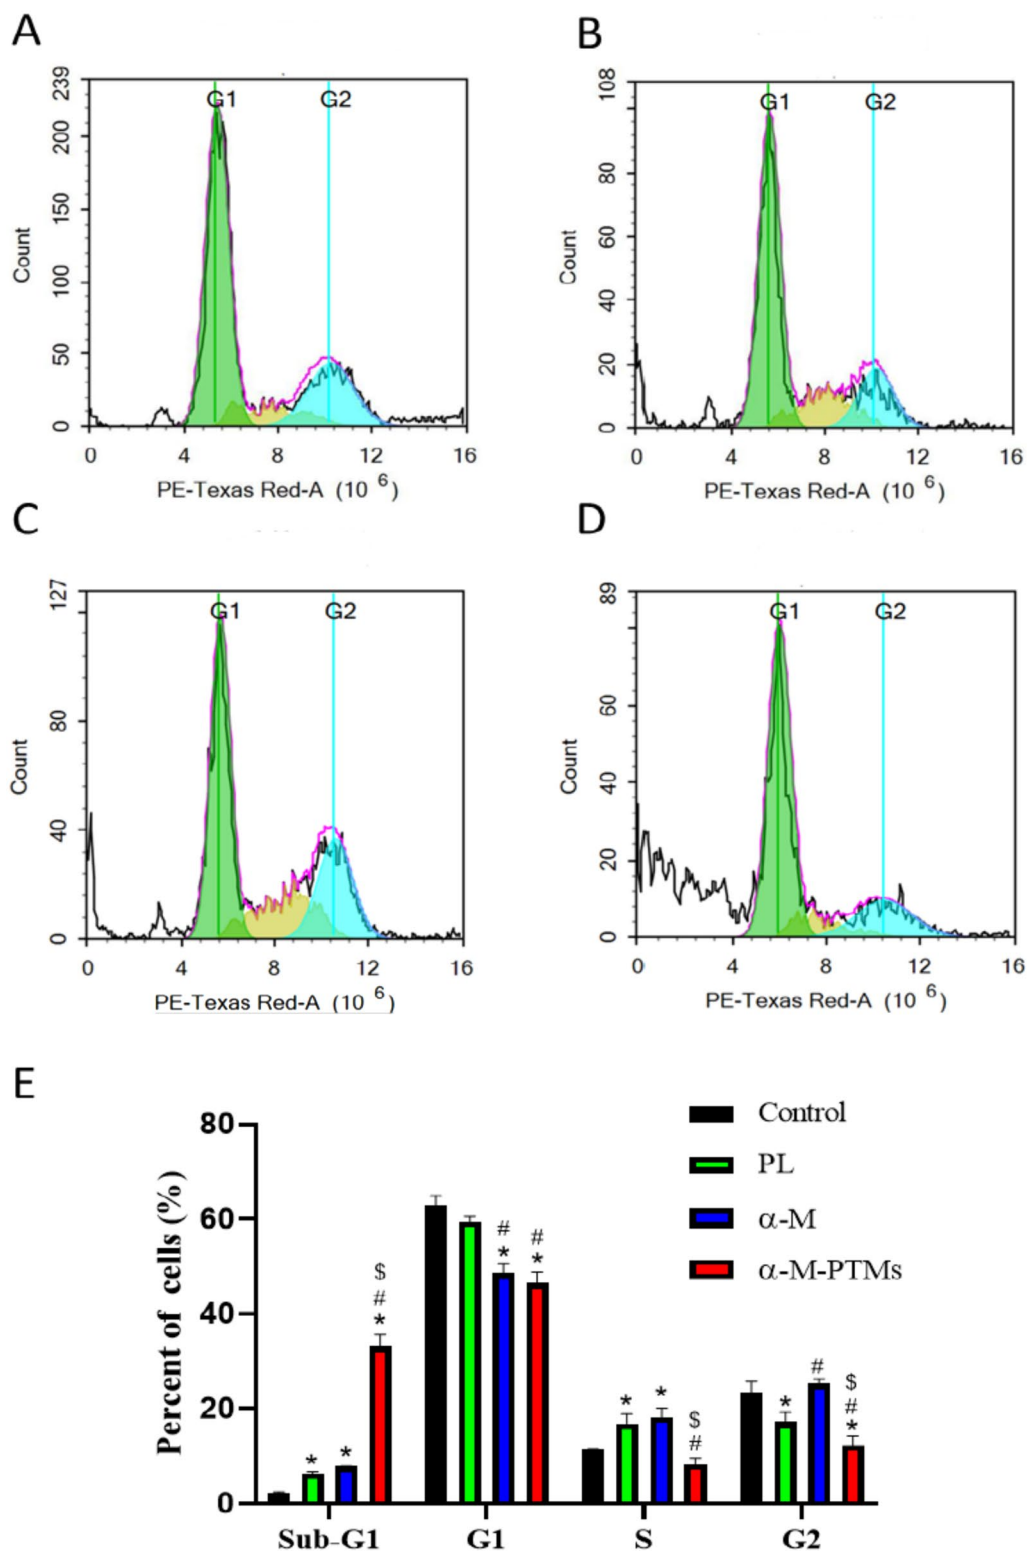 A
B
239
200
150
100
50
0
Count
G1
G2
0 4 8 12 16
PE-Texas Red-A (10 6)
108
80
60
40
20
0
Count
G1
G2
0 4 8 12 16
PE-Texas Red-A (10 6)
C
D
127
80
40
0
Count
G1
G2
0 4 8 12 16
PE-Texas Red-A (10 6)
89
60
40
20
0
Count
G1
G2
0 4 8 12 16
PE-Texas Red-A (10 6)
E
Percent of cells (%)
80
60
40
20
0
Control
PL
α-M
α-M-PTMs
*
*
$
#
*
#
*
#
*
*
*
$
#
*
#
$
#
*
Sub-G1 G1 S G2